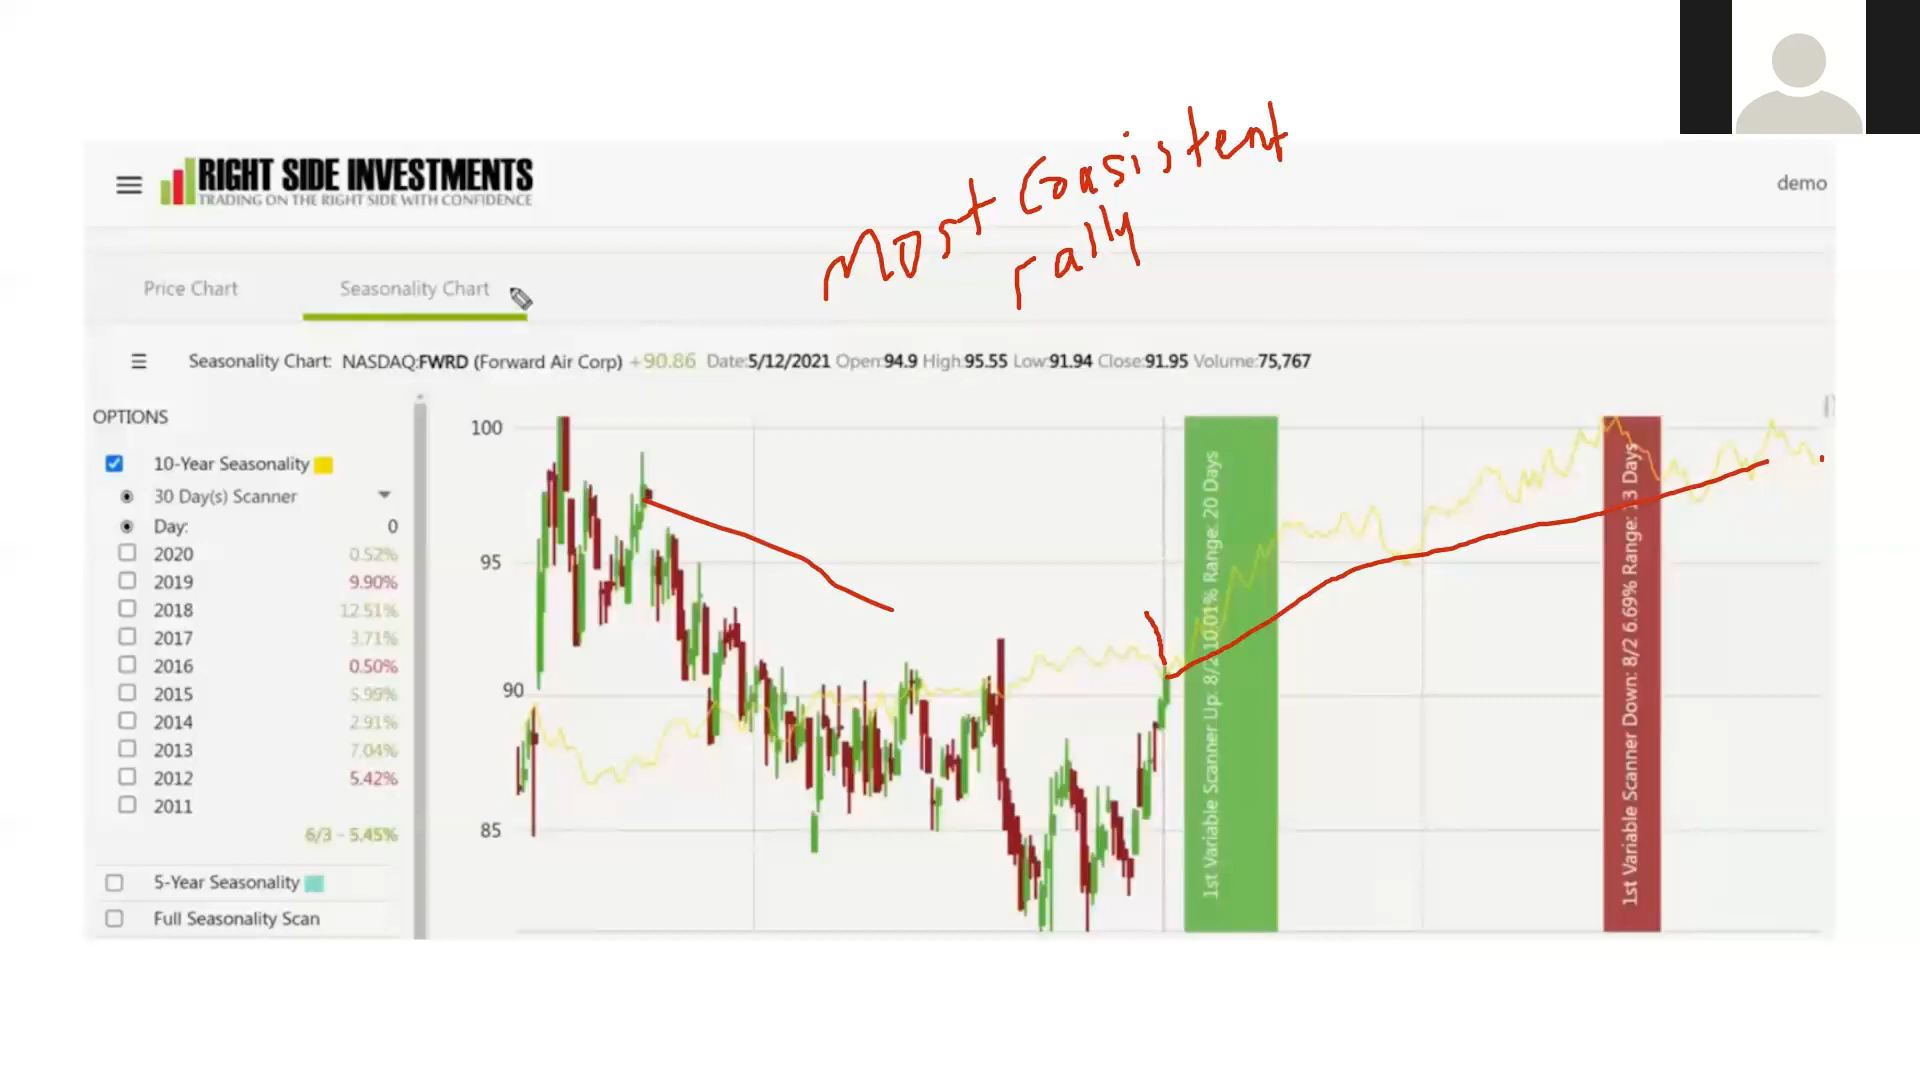 Most Consistent
rally
RIGHT SIDE INVESTMENTS
TRADING ON THE RIGHT SIDE WITH CONFIDENCE
demo
Price Chart
Seasonality Chart
Seasonality Chart: NASDAQ:FWRD (Forward Air Corp) +90.86 Date:5/12/2021 Open:94.9 High:95.55 Low:91.94 Close:91.95 Volume:75,767
OPTIONS
10-Year Seasonality
30 Day(s) Scanner
Day: 0
2020 0.52%
2019 9.90%
2018 12.51%
2017 3.71%
2016 0.50%
2015 5.99%
2014 2.91%
2013 7.04%
2012 5.42%
2011
6/3 - 5.45%
5-Year Seasonality
Full Seasonality Scan
100
95
90
85
1st Variable Scanner Up: 8/2 10.01% Range: 20 Days
1st Variable Scanner Down: 8/2 6.69% Range: 13 Days